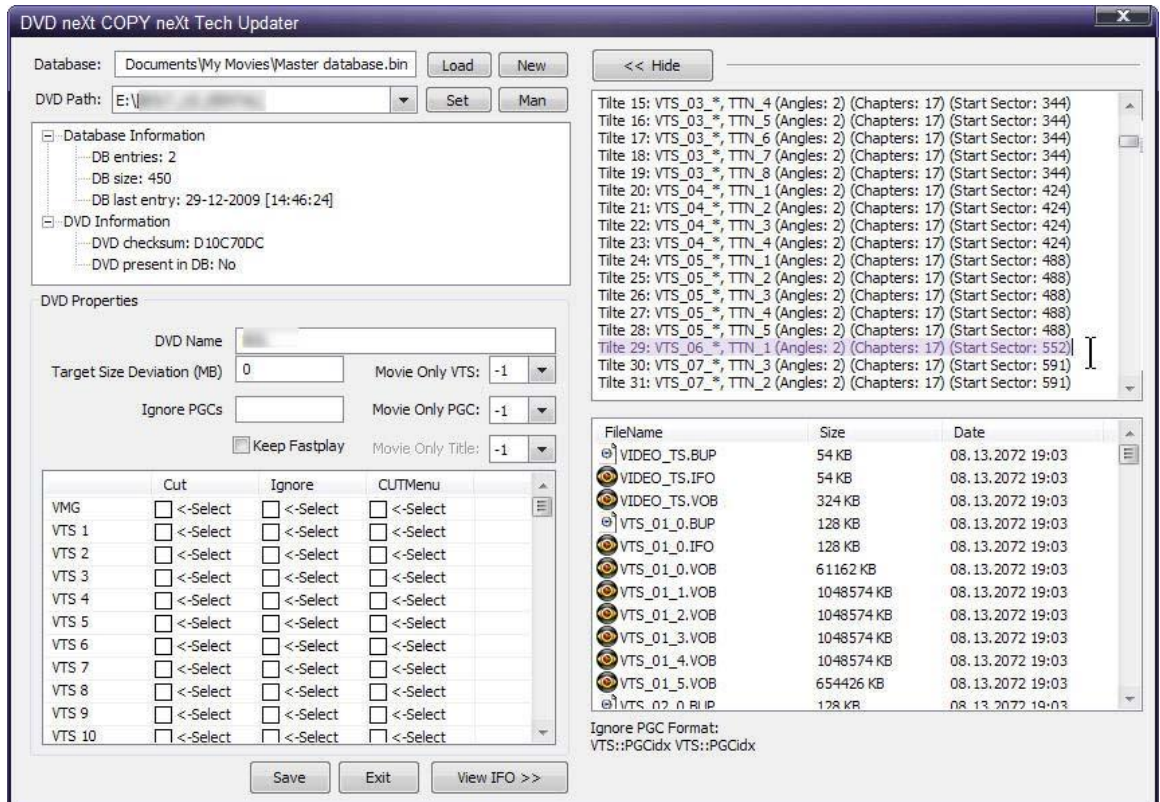 DVD neXt COPY neXt Tech Updater
X
Database: Documents\My Movies\Master database.bin Load New
DVD Path: E:\ Set Man
Database Information
DB entries: 2
DB size: 450
DB last entry: 29-12-2009 [14:46:24]
DVD Information
DVD checksum: D10C70DC
DVD present in DB: No
DVD Properties
DVD Name
Target Size Deviation (MB) 0 Movie Only VTS: -1
Ignore PGCs Movie Only PGC: -1
Keep Fastplay Movie Only Title: -1
Cut Ignore CUTMenu
VMG <-Select <-Select <-Select
VTS 1 <-Select <-Select <-Select
VTS 2 <-Select <-Select <-Select
VTS 3 <-Select <-Select <-Select
VTS 4 <-Select <-Select <-Select
VTS 5 <-Select <-Select <-Select
VTS 6 <-Select <-Select <-Select
VTS 7 <-Select <-Select <-Select
VTS 8 <-Select <-Select <-Select
VTS 9 <-Select <-Select <-Select
VTS 10 <-Select <-Select <-Select
Save Exit View IFO >>
<< Hide
Tilte 15: VTS_03_*, TTN_4 (Angles: 2) (Chapters: 17) (Start Sector: 344)
Tilte 16: VTS_03_*, TTN_5 (Angles: 2) (Chapters: 17) (Start Sector: 344)
Tilte 17: VTS_03_*, TTN_6 (Angles: 2) (Chapters: 17) (Start Sector: 344)
Tilte 18: VTS_03_*, TTN_7 (Angles: 2) (Chapters: 17) (Start Sector: 344)
Tilte 19: VTS_03_*, TTN_8 (Angles: 2) (Chapters: 17) (Start Sector: 344)
Tilte 20: VTS_04_*, TTN_1 (Angles: 2) (Chapters: 17) (Start Sector: 424)
Tilte 21: VTS_04_*, TTN_2 (Angles: 2) (Chapters: 17) (Start Sector: 424)
Tilte 22: VTS_04_*, TTN_3 (Angles: 2) (Chapters: 17) (Start Sector: 424)
Tilte 23: VTS_04_*, TTN_4 (Angles: 2) (Chapters: 17) (Start Sector: 424)
Tilte 24: VTS_05_*, TTN_1 (Angles: 2) (Chapters: 17) (Start Sector: 488)
Tilte 25: VTS_05_*, TTN_2 (Angles: 2) (Chapters: 17) (Start Sector: 488)
Tilte 26: VTS_05_*, TTN_3 (Angles: 2) (Chapters: 17) (Start Sector: 488)
Tilte 27: VTS_05_*, TTN_4 (Angles: 2) (Chapters: 17) (Start Sector: 488)
Tilte 28: VTS_05_*, TTN_5 (Angles: 2) (Chapters: 17) (Start Sector: 488)
Tilte 29: VTS_06_*, TTN_1 (Angles: 2) (Chapters: 17) (Start Sector: 552)
Tilte 30: VTS_07_*, TTN_3 (Angles: 2) (Chapters: 17) (Start Sector: 591)
Tilte 31: VTS_07_*, TTN_2 (Angles: 2) (Chapters: 17) (Start Sector: 591)
FileName Size Date
VIDEO_TS.BUP 54 KB 08.13.2072 19:03
VIDEO_TS.IFO 54 KB 08.13.2072 19:03
VIDEO_TS.VOB 324 KB 08.13.2072 19:03
VTS_01_0.BUP 128 KB 08.13.2072 19:03
VTS_01_0.IFO 128 KB 08.13.2072 19:03
VTS_01_0.VOB 61162 KB 08.13.2072 19:03
VTS_01_1.VOB 1048574 KB 08.13.2072 19:03
VTS_01_2.VOB 1048574 KB 08.13.2072 19:03
VTS_01_3.VOB 1048574 KB 08.13.2072 19:03
VTS_01_4.VOB 1048574 KB 08.13.2072 19:03
VTS_01_5.VOB 654426 KB 08.13.2072 19:03
VTS_02_0.BUP 128 KB 08.13.2072 19:03
Ignore PGC Format:
VTS::PGCidx VTS::PGCidx